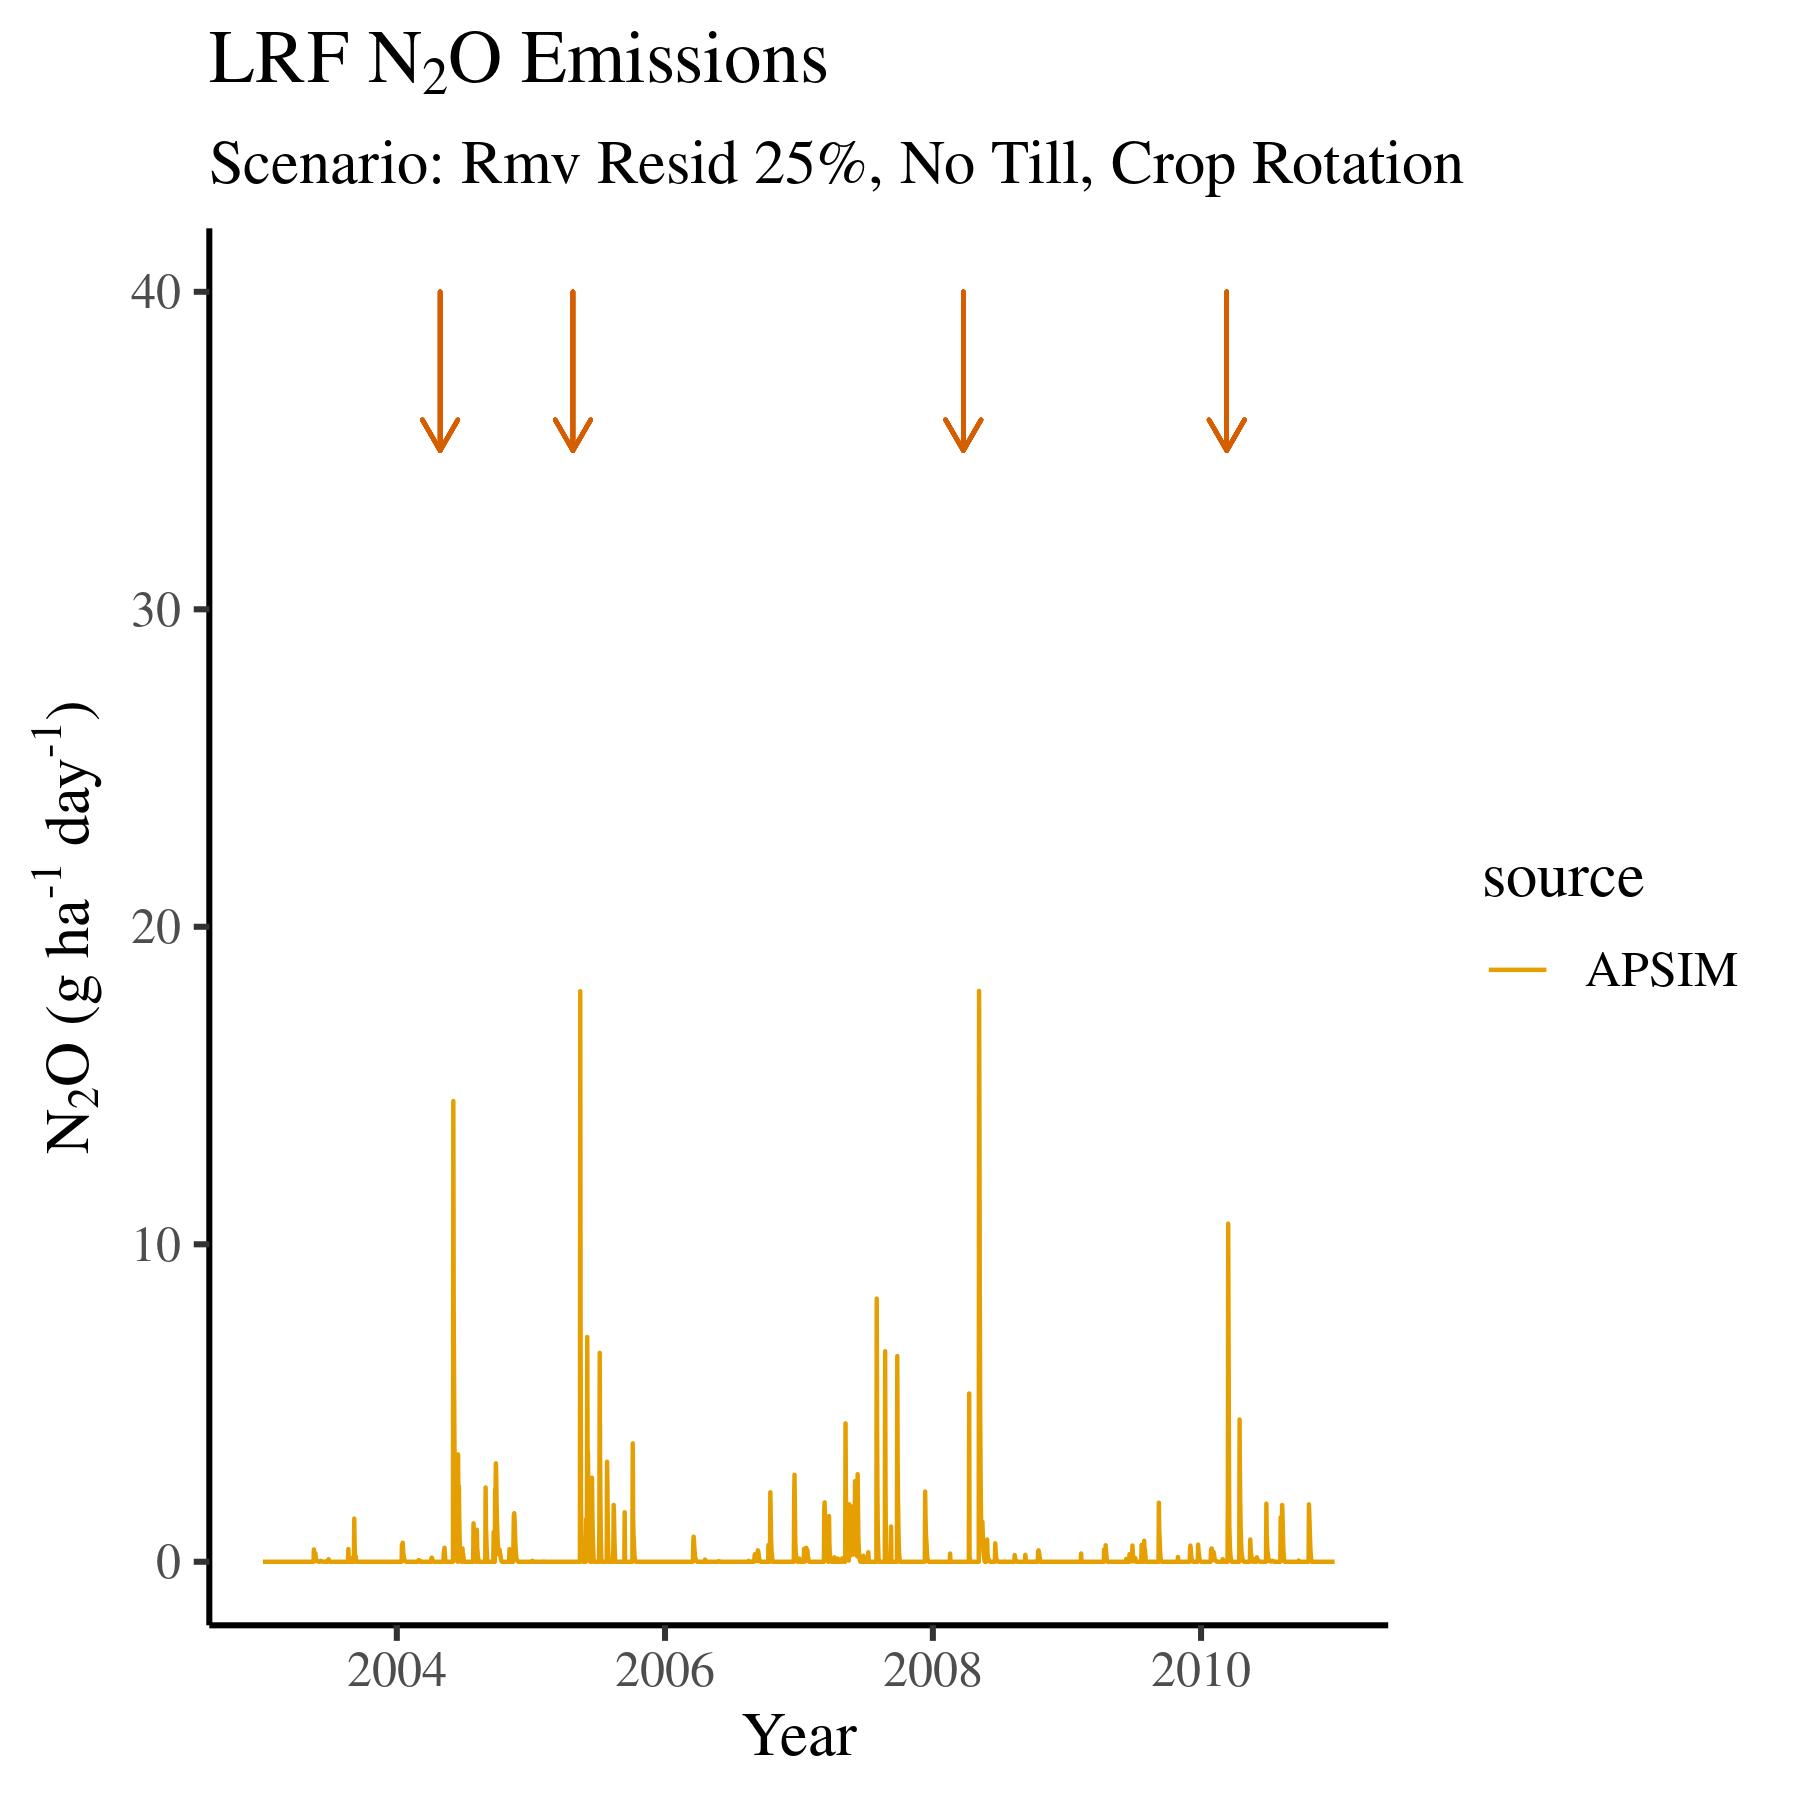 LRF N₂O Emissions
Scenario: Rmv Resid 25%, No Till, Crop Rotation
N₂O (g ha⁻¹ day⁻¹)
40
30
20
10
0
2004 2006 2008 2010
Year
source
APSIM